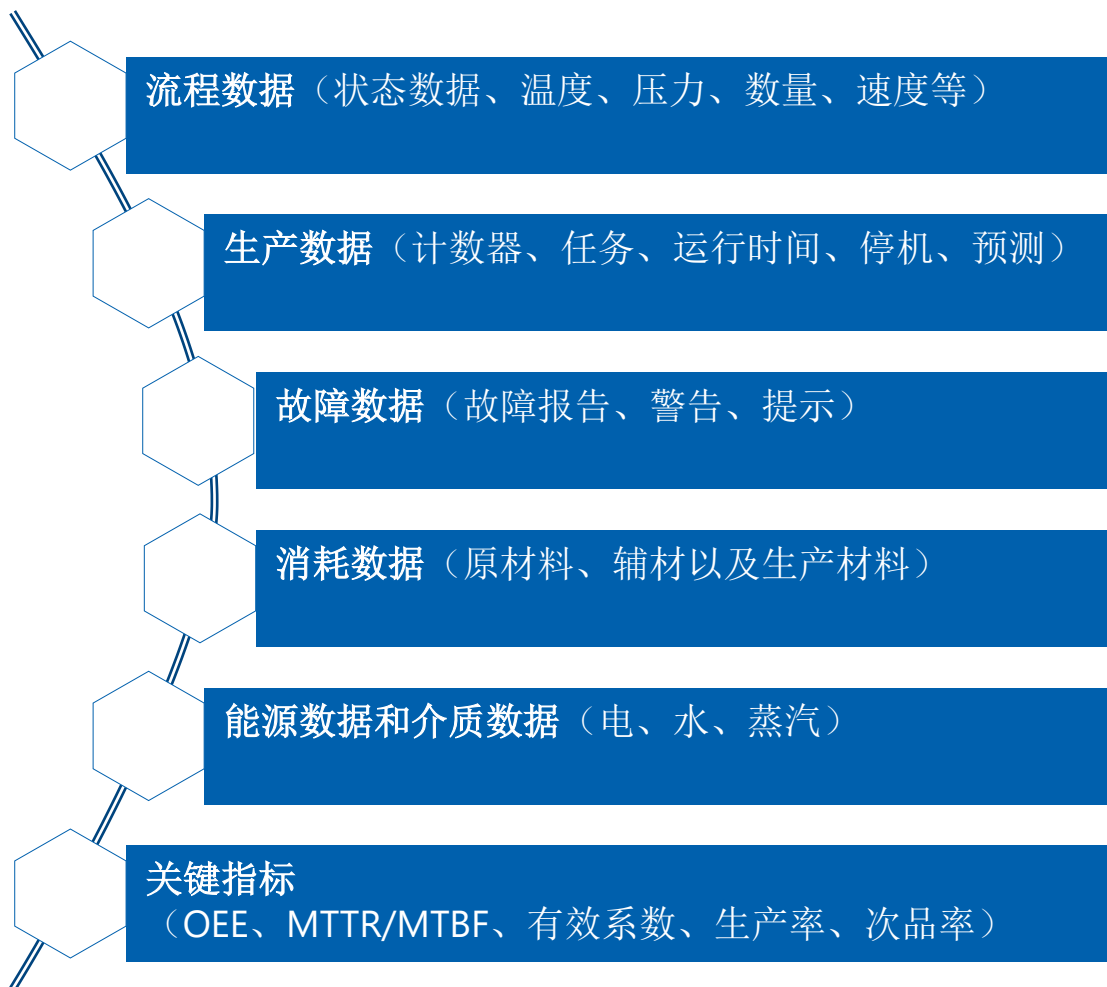 流程数据（状态数据、温度、压力、数量、速度等）
生产数据（计数器、任务、运行时间、停机、预测）
故障数据（故障报告、警告、提示）
消耗数据（原材料、辅材以及生产材料）
能源数据和介质数据（电、水、蒸汽）
关键指标
（OEE、MTTR/MTBF、有效系数、生产率、次品率）